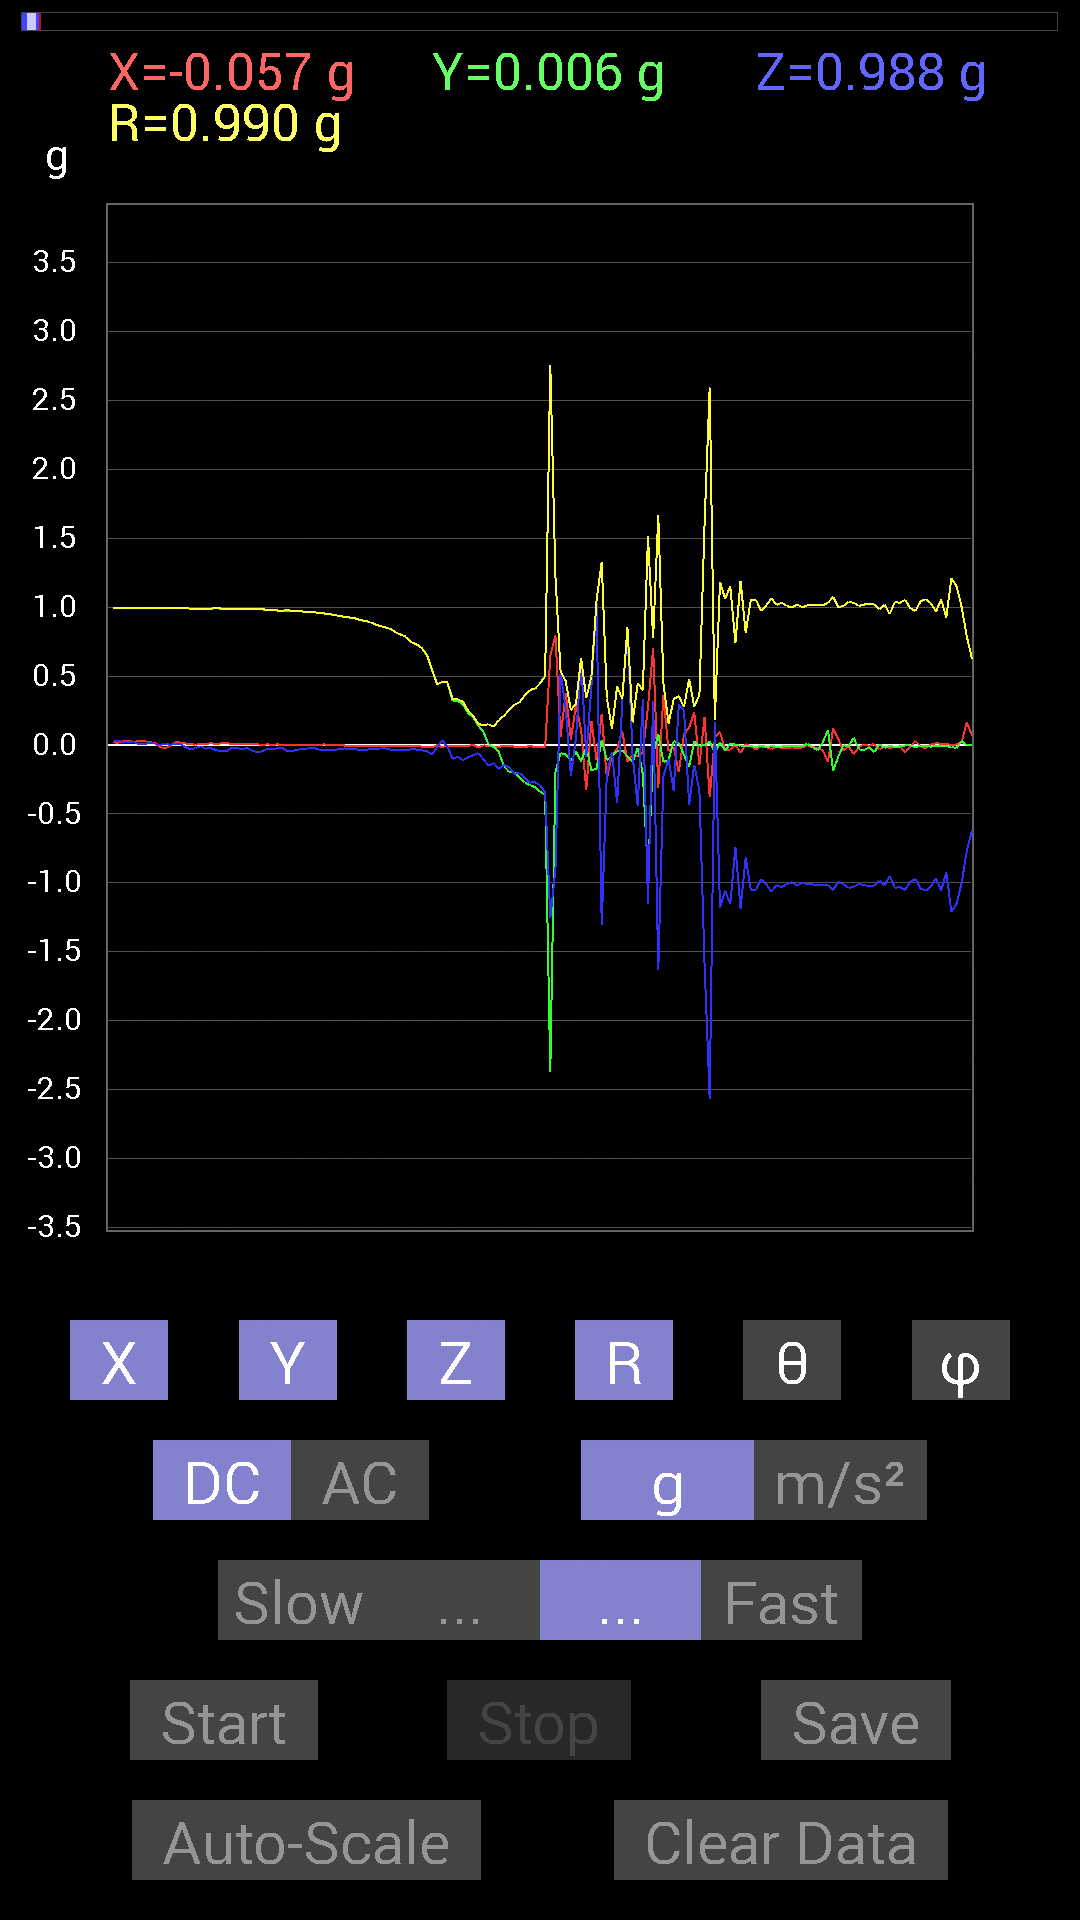 X=-0.057 g Y=0.006 g Z=0.988 g
R=0.990 g
g
3.5
3.0
2.5
2.0
1.5
1.0
0.5
0.0
-0.5
-1.0
-1.5
-2.0
-2.5
-3.0
-3.5
X Y Z R θ φ
DC AC g m/s²
Slow ... ... Fast
Start Stop Save
Auto-Scale Clear Data